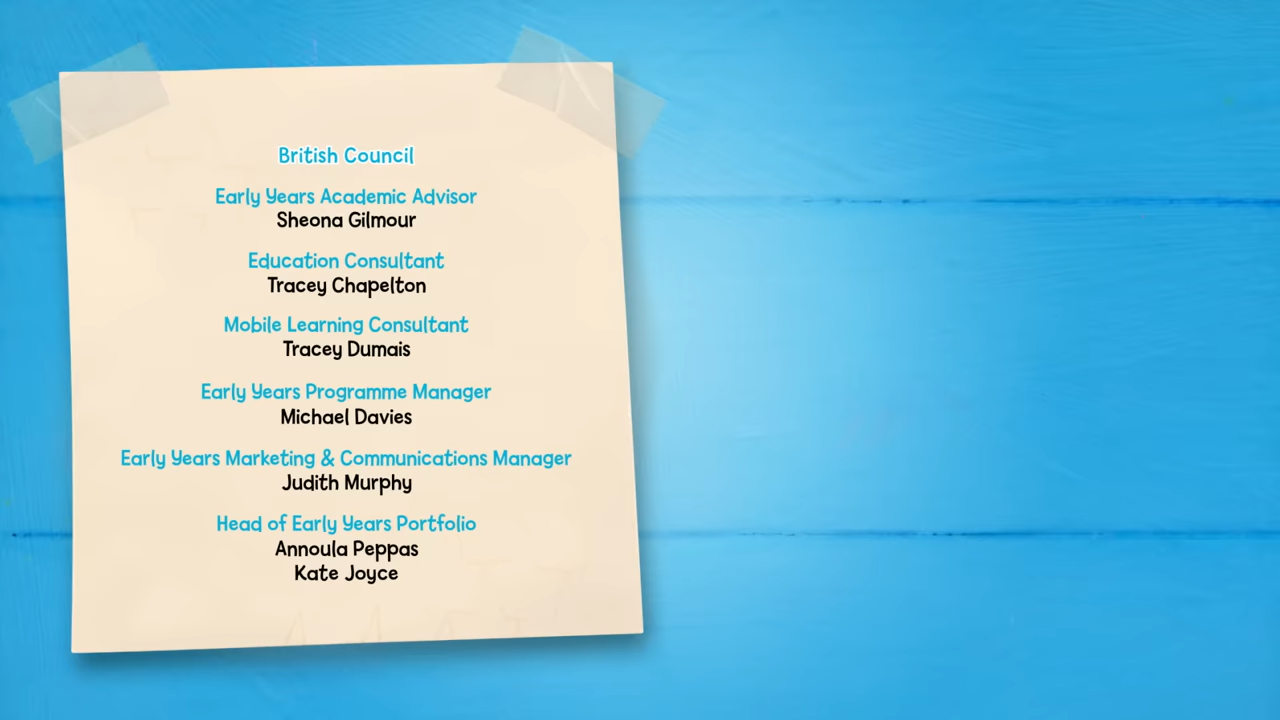 British Council
Early Years Academic Advisor
Sheona Gilmour
Education Consultant
Tracey Chapelton
Mobile Learning Consultant
Tracey Dumais
Early Years Programme Manager
Michael Davies
Early Years Marketing & Communications Manager
Judith Murphy
Head of Early Years Portfolio
Annoula Peppas
Kate Joyce